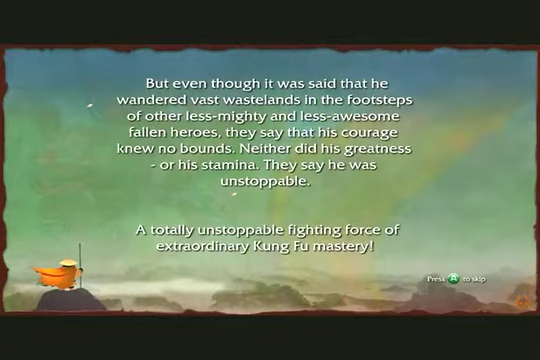 But even though it was said that he
wandered vast wastelands in the footsteps
of other less-mighty and less-awesome
fallen heroes, they say that his courage
knew no bounds. Neither did his greatness
- or his stamina. They say he was
unstoppable.
A totally unstoppable fighting force of
extraordinary Kung Fu mastery!
Press A to skip